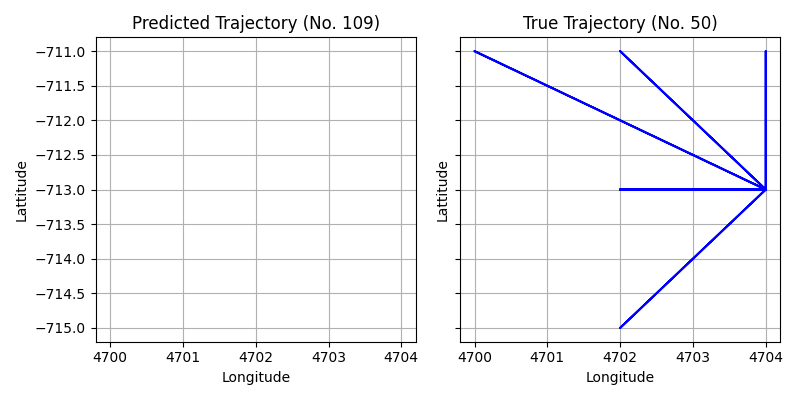 Predicted Trajectory (No. 109)
True Trajectory (No. 50)
−711.0
−711.5
−712.0
−712.5
−713.0
−713.5
−714.0
−714.5
−715.0
Lattitude
Lattitude
4700 4701 4702 4703 4704
4700 4701 4702 4703 4704
Longitude
Longitude